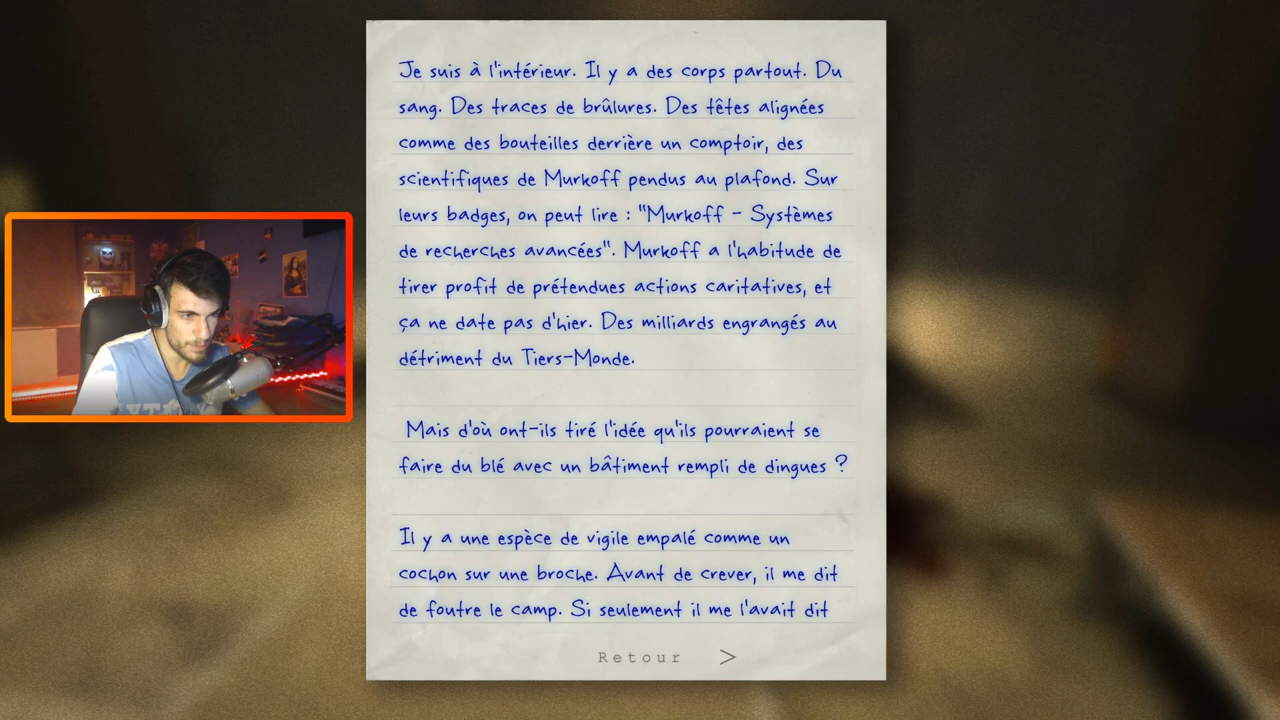 Je suis à l'intérieur. Il y a des corps partout. Du
sang. Des traces de brûlures. Des têtes alignées
comme des bouteilles derrière un comptoir, des
scientifiques de Murkoff pendus au plafond. Sur
leurs badges, on peut lire : "Murkoff - Systèmes
de recherches avancées". Murkoff a l'habitude de
tirer profit de prétendues actions caritatives, et
ça ne date pas d'hier. Des milliards engrangés au
détriment du Tiers-Monde.
Mais d'où ont-ils tiré l'idée qu'ils pourraient se
faire du blé avec un bâtiment rempli de dingues ?
Il y a une espèce de vigile empalé comme un
cochon sur une broche. Avant de crever, il me dit
de foutre le camp. Si seulement il me l'avait dit
Retour >